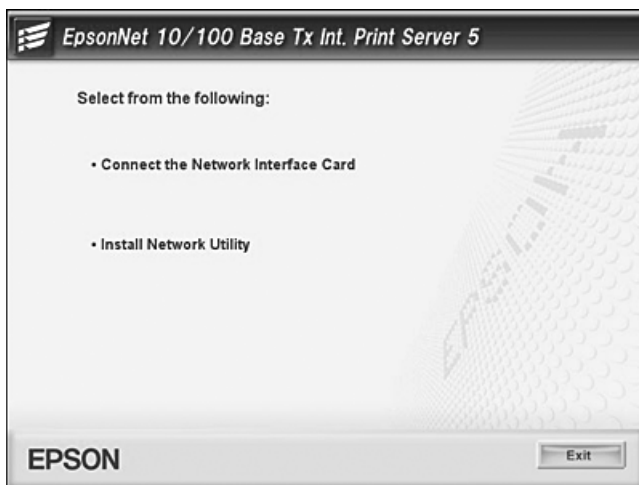 EpsonNet 10/100 Base Tx Int. Print Server 5
Select from the following:
• Connect the Network Interface Card
• Install Network Utility
EPSON
EPSON
Exit